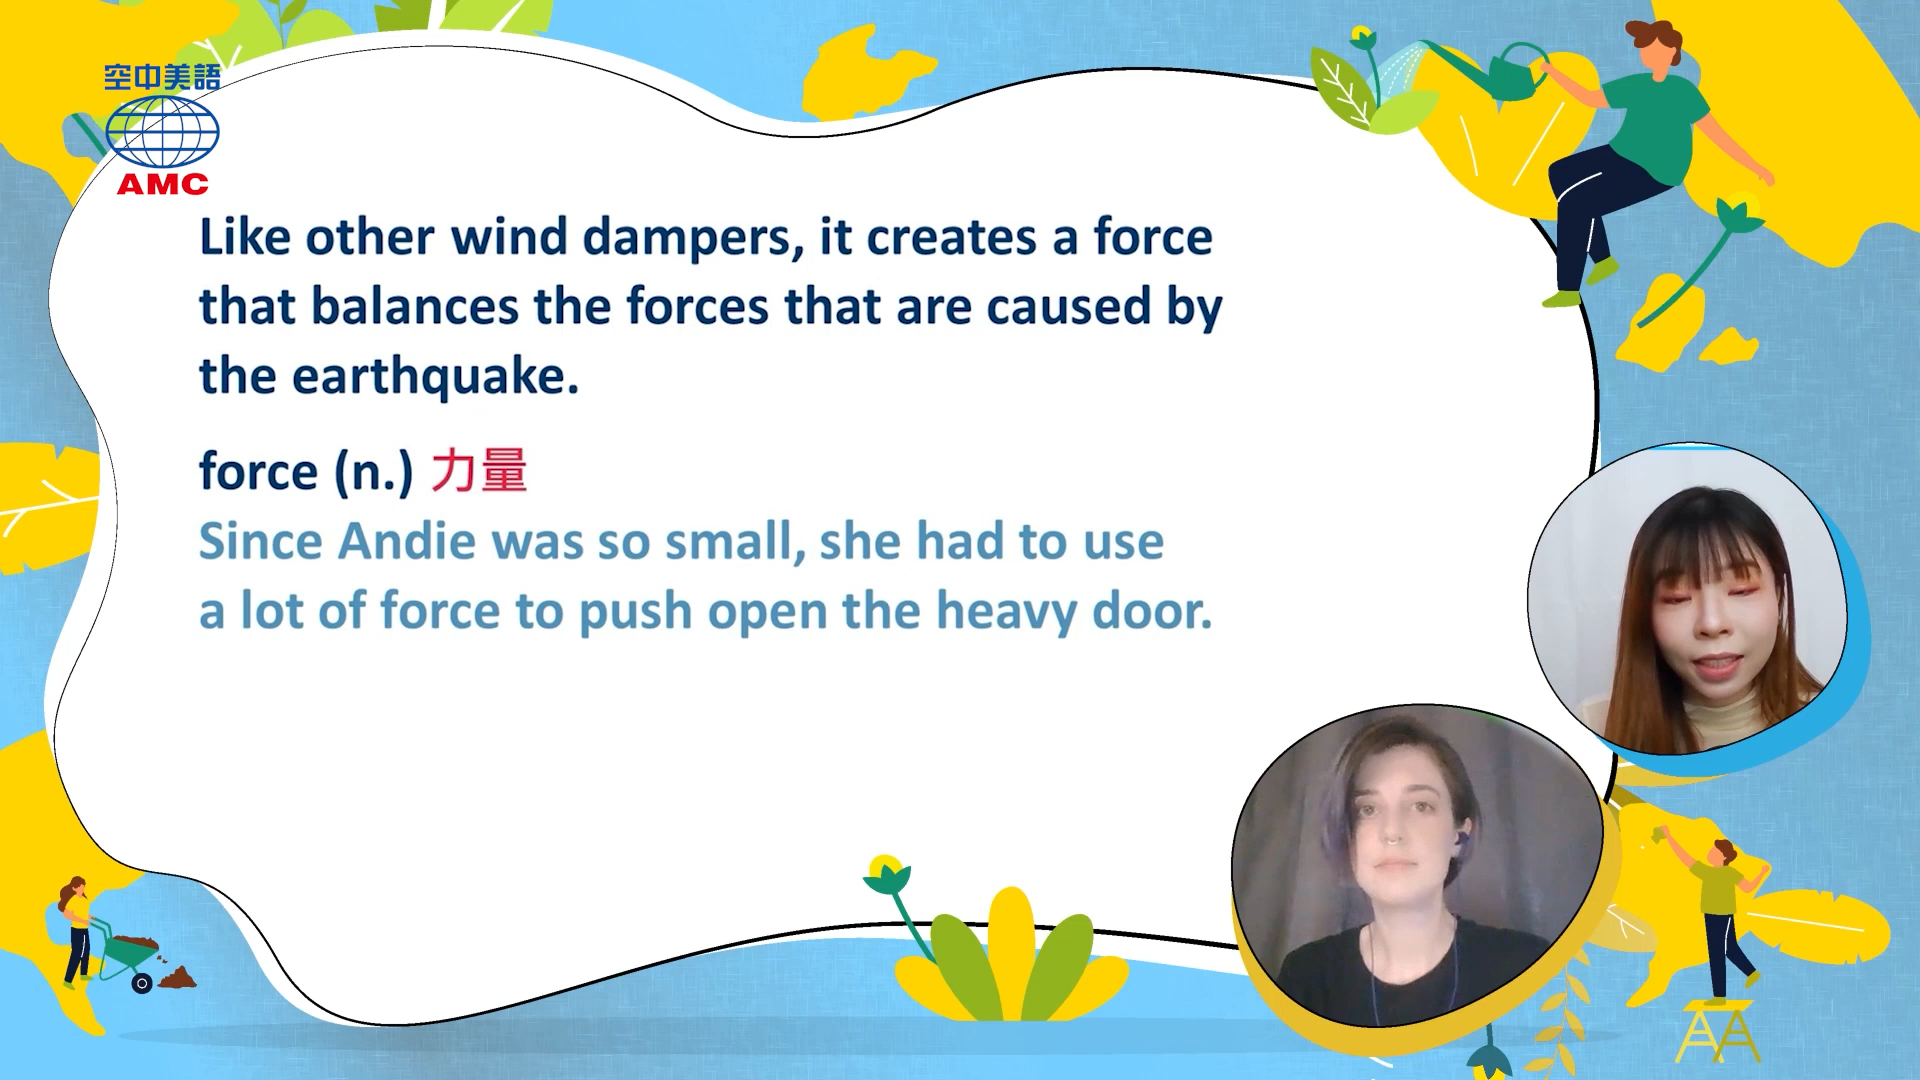 空中美語
AMC
Like other wind dampers, it creates a force
that balances the forces that are caused by
the earthquake.
force (n.) 力量
Since Andie was so small, she had to use
a lot of force to push open the heavy door.